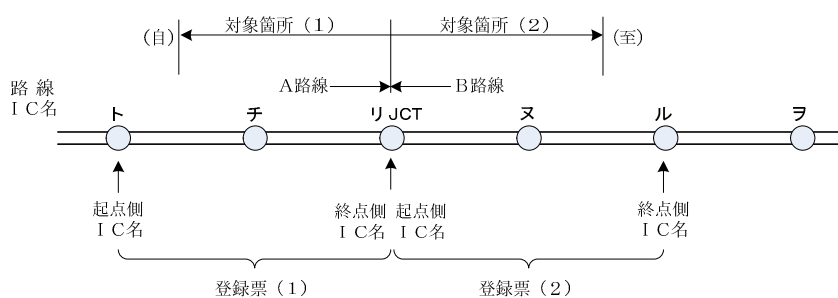 対象箇所（1） 対象箇所（2）
（自） （至）
A路線 B路線
路 線
ＩＣ名
ト チ リJCT ヌ ル ヲ
起点側
ＩＣ名
終点側
ＩＣ名
起点側
ＩＣ名
終点側
ＩＣ名
登録票（1） 登録票（2）